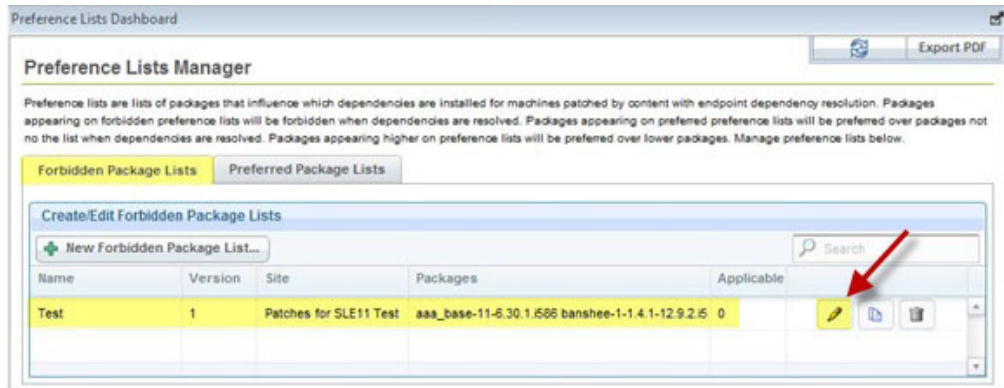 Preference Lists Dashboard
Export PDF
Preference Lists Manager
Preference lists are lists of packages that influence which dependencies are installed for machines patched by content with endpoint dependency resolution. Packages
appearing on forbidden preference lists will be forbidden when dependencies are resolved. Packages appearing on preferred preference lists will be preferred over packages not
no the list when dependencies are resolved. Packages appearing higher on preference lists will be preferred over lower packages. Manage preference lists below.
Forbidden Package Lists Preferred Package Lists
Create/Edit Forbidden Package Lists
New Forbidden Package List... Search
Name Version Site Packages Applicable
Test 1 Patches for SLE11 Test aaa_base-11-6.30.1.i586 banshee-1-1.4.1-12.9.2.i5 0